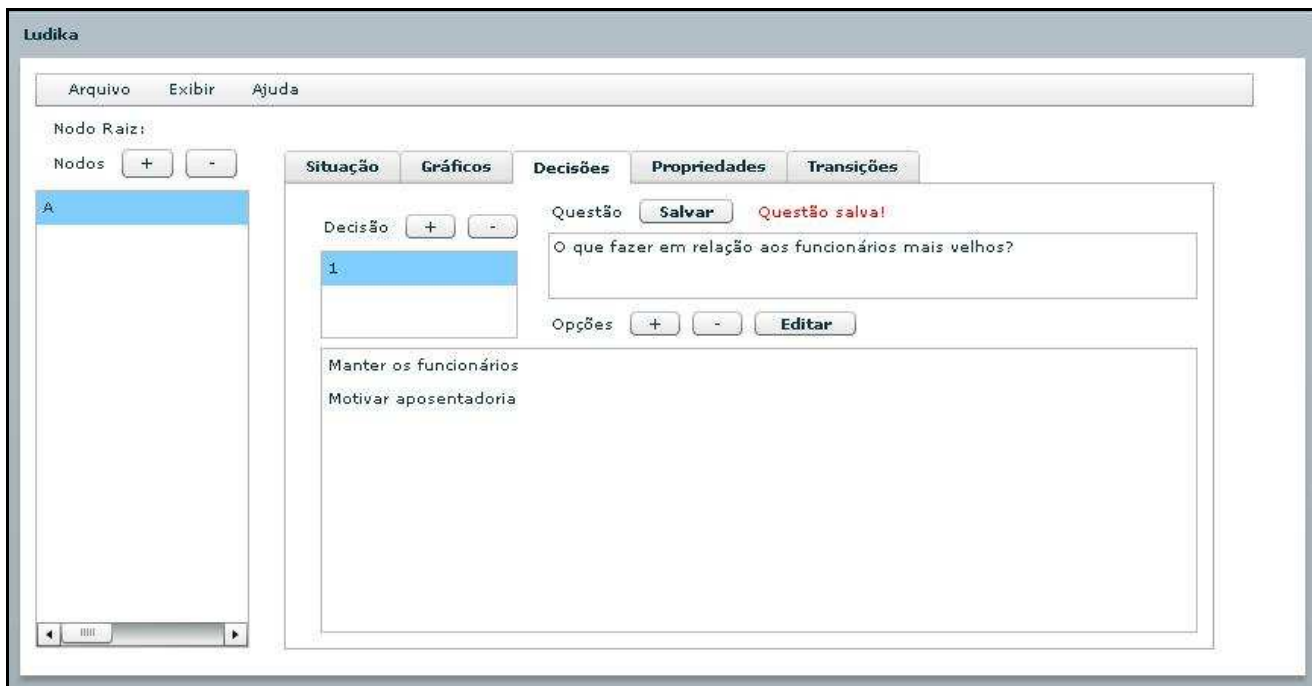 Ludika
Arquivo Exibir Ajuda
Nodo Raiz:
Nodos + -
A
Situação Gráficos Decisões Propriedades Transições
Decisão + -
1
Questão Salvar Questão salva!
O que fazer em relação aos funcionários mais velhos?
Opções + - Editar
Manter os funcionários
Motivar aposentadoria